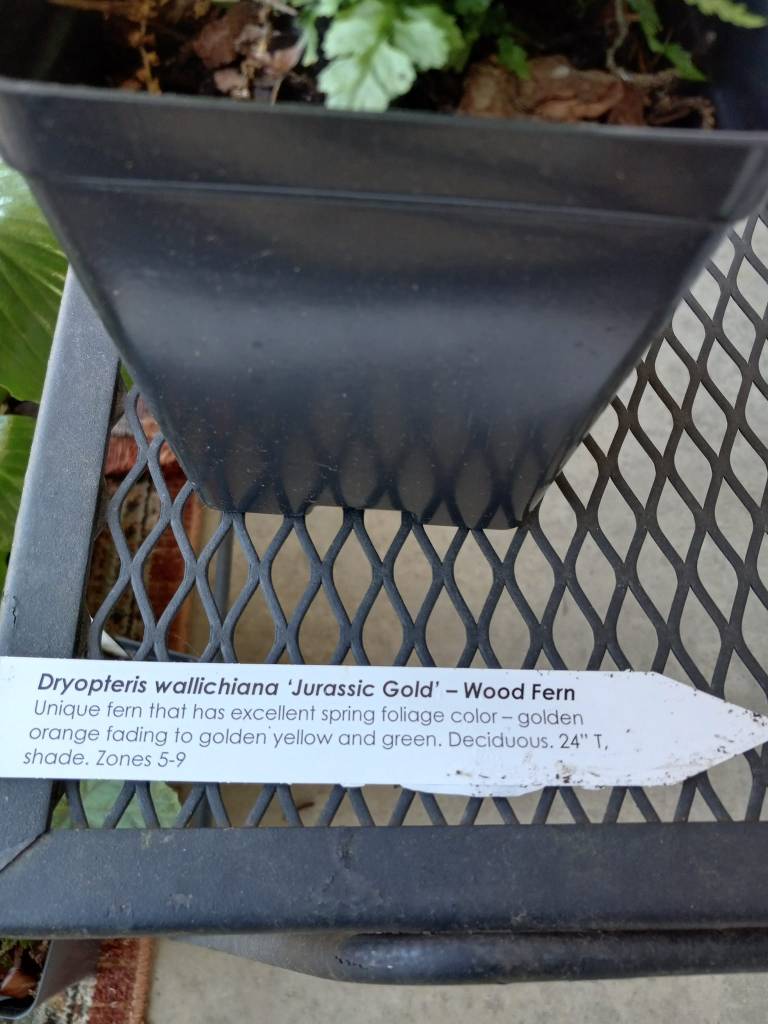 Dryopteris wallichiana ‘Jurassic Gold’ – Wood Fern
Unique fern that has excellent spring foliage color – golden
orange fading to golden yellow and green. Deciduous. 24" T,
shade. Zones 5-9